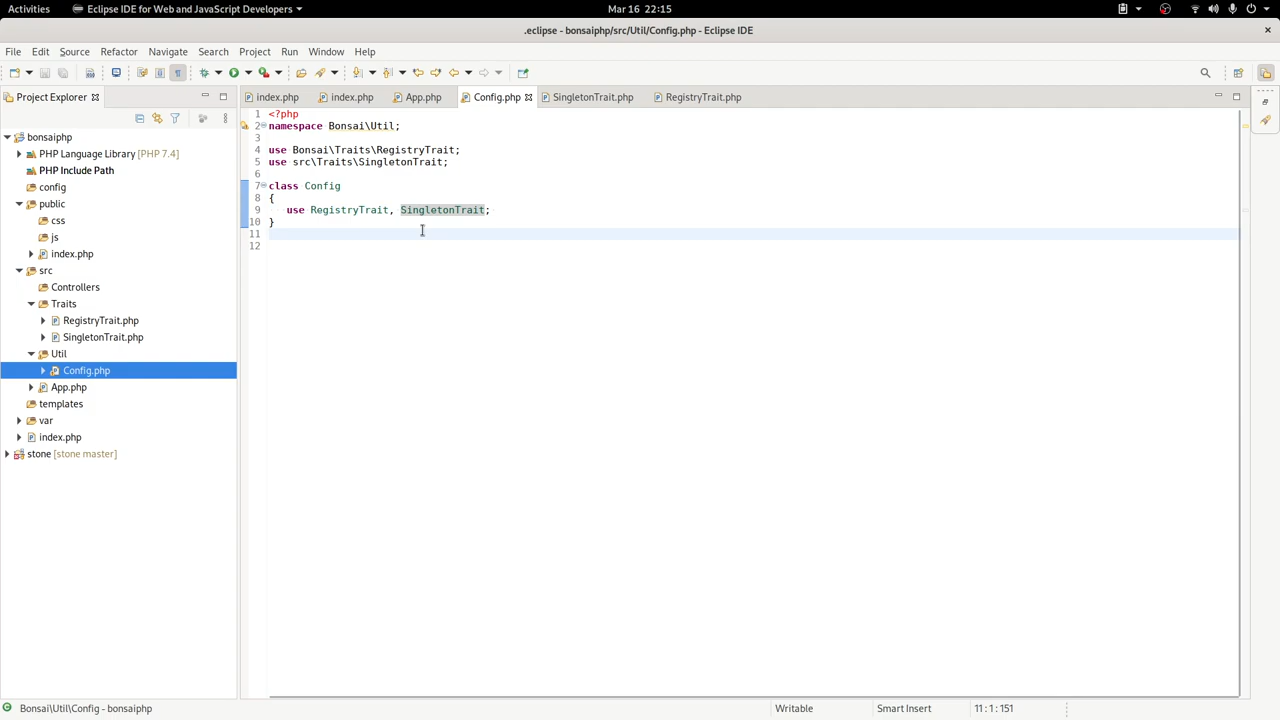 Activities
Eclipse IDE for Web and JavaScript Developers
Mar 16 22:15
.eclipse - bonsaiphp/src/Util/Config.php - Eclipse IDE
File Edit Source Refactor Navigate Search Project Run Window Help
Project Explorer
index.php
index.php
App.php
Config.php
SingletonTrait.php
RegistryTrait.php
bonsaiphp
PHP Language Library [PHP 7.4]
PHP Include Path
config
public
css
js
index.php
src
Controllers
Traits
RegistryTrait.php
SingletonTrait.php
Util
Config.php
App.php
templates
var
index.php
stone [stone master]
1 <?php
2 namespace Bonsai\Util;
3
4 use Bonsai\Traits\RegistryTrait;
5 use src\Traits\SingletonTrait;
6
7 class Config
8 {
9 use RegistryTrait, SingletonTrait;
10 }
11
12
Bonsai\Util\Config - bonsaiphp
Writable
Smart Insert
11 : 1 : 151